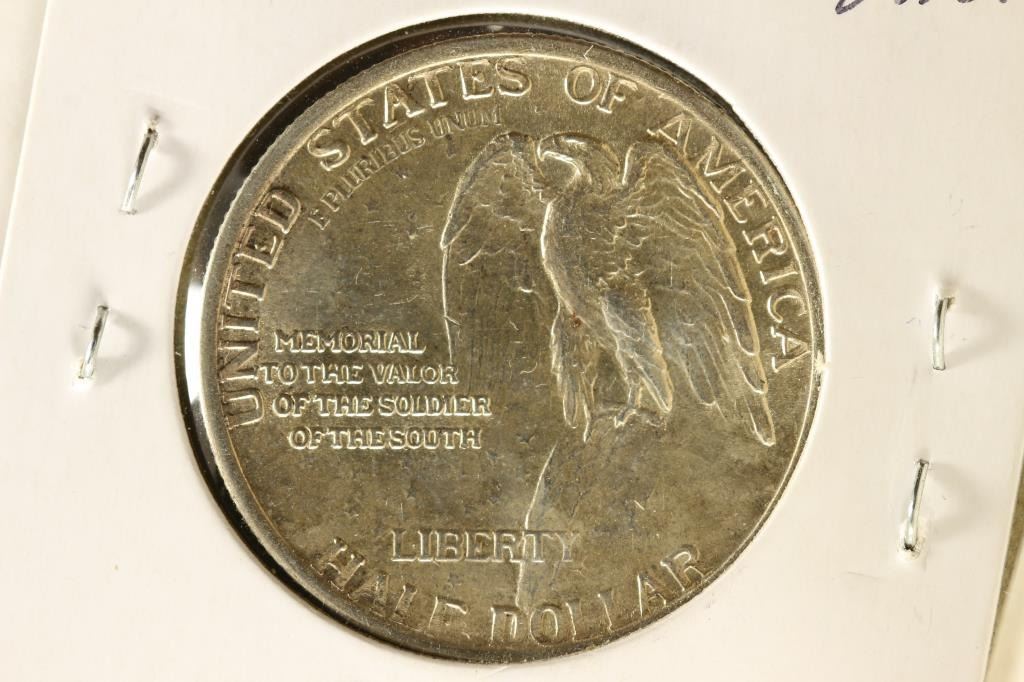 UNITED STATES OF AMERICA
E PLURIBUS UNUM
MEMORIAL
TO THE VALOR
OF THE SOLDIER
OF THE SOUTH
LIBERTY
HALF DOLLAR